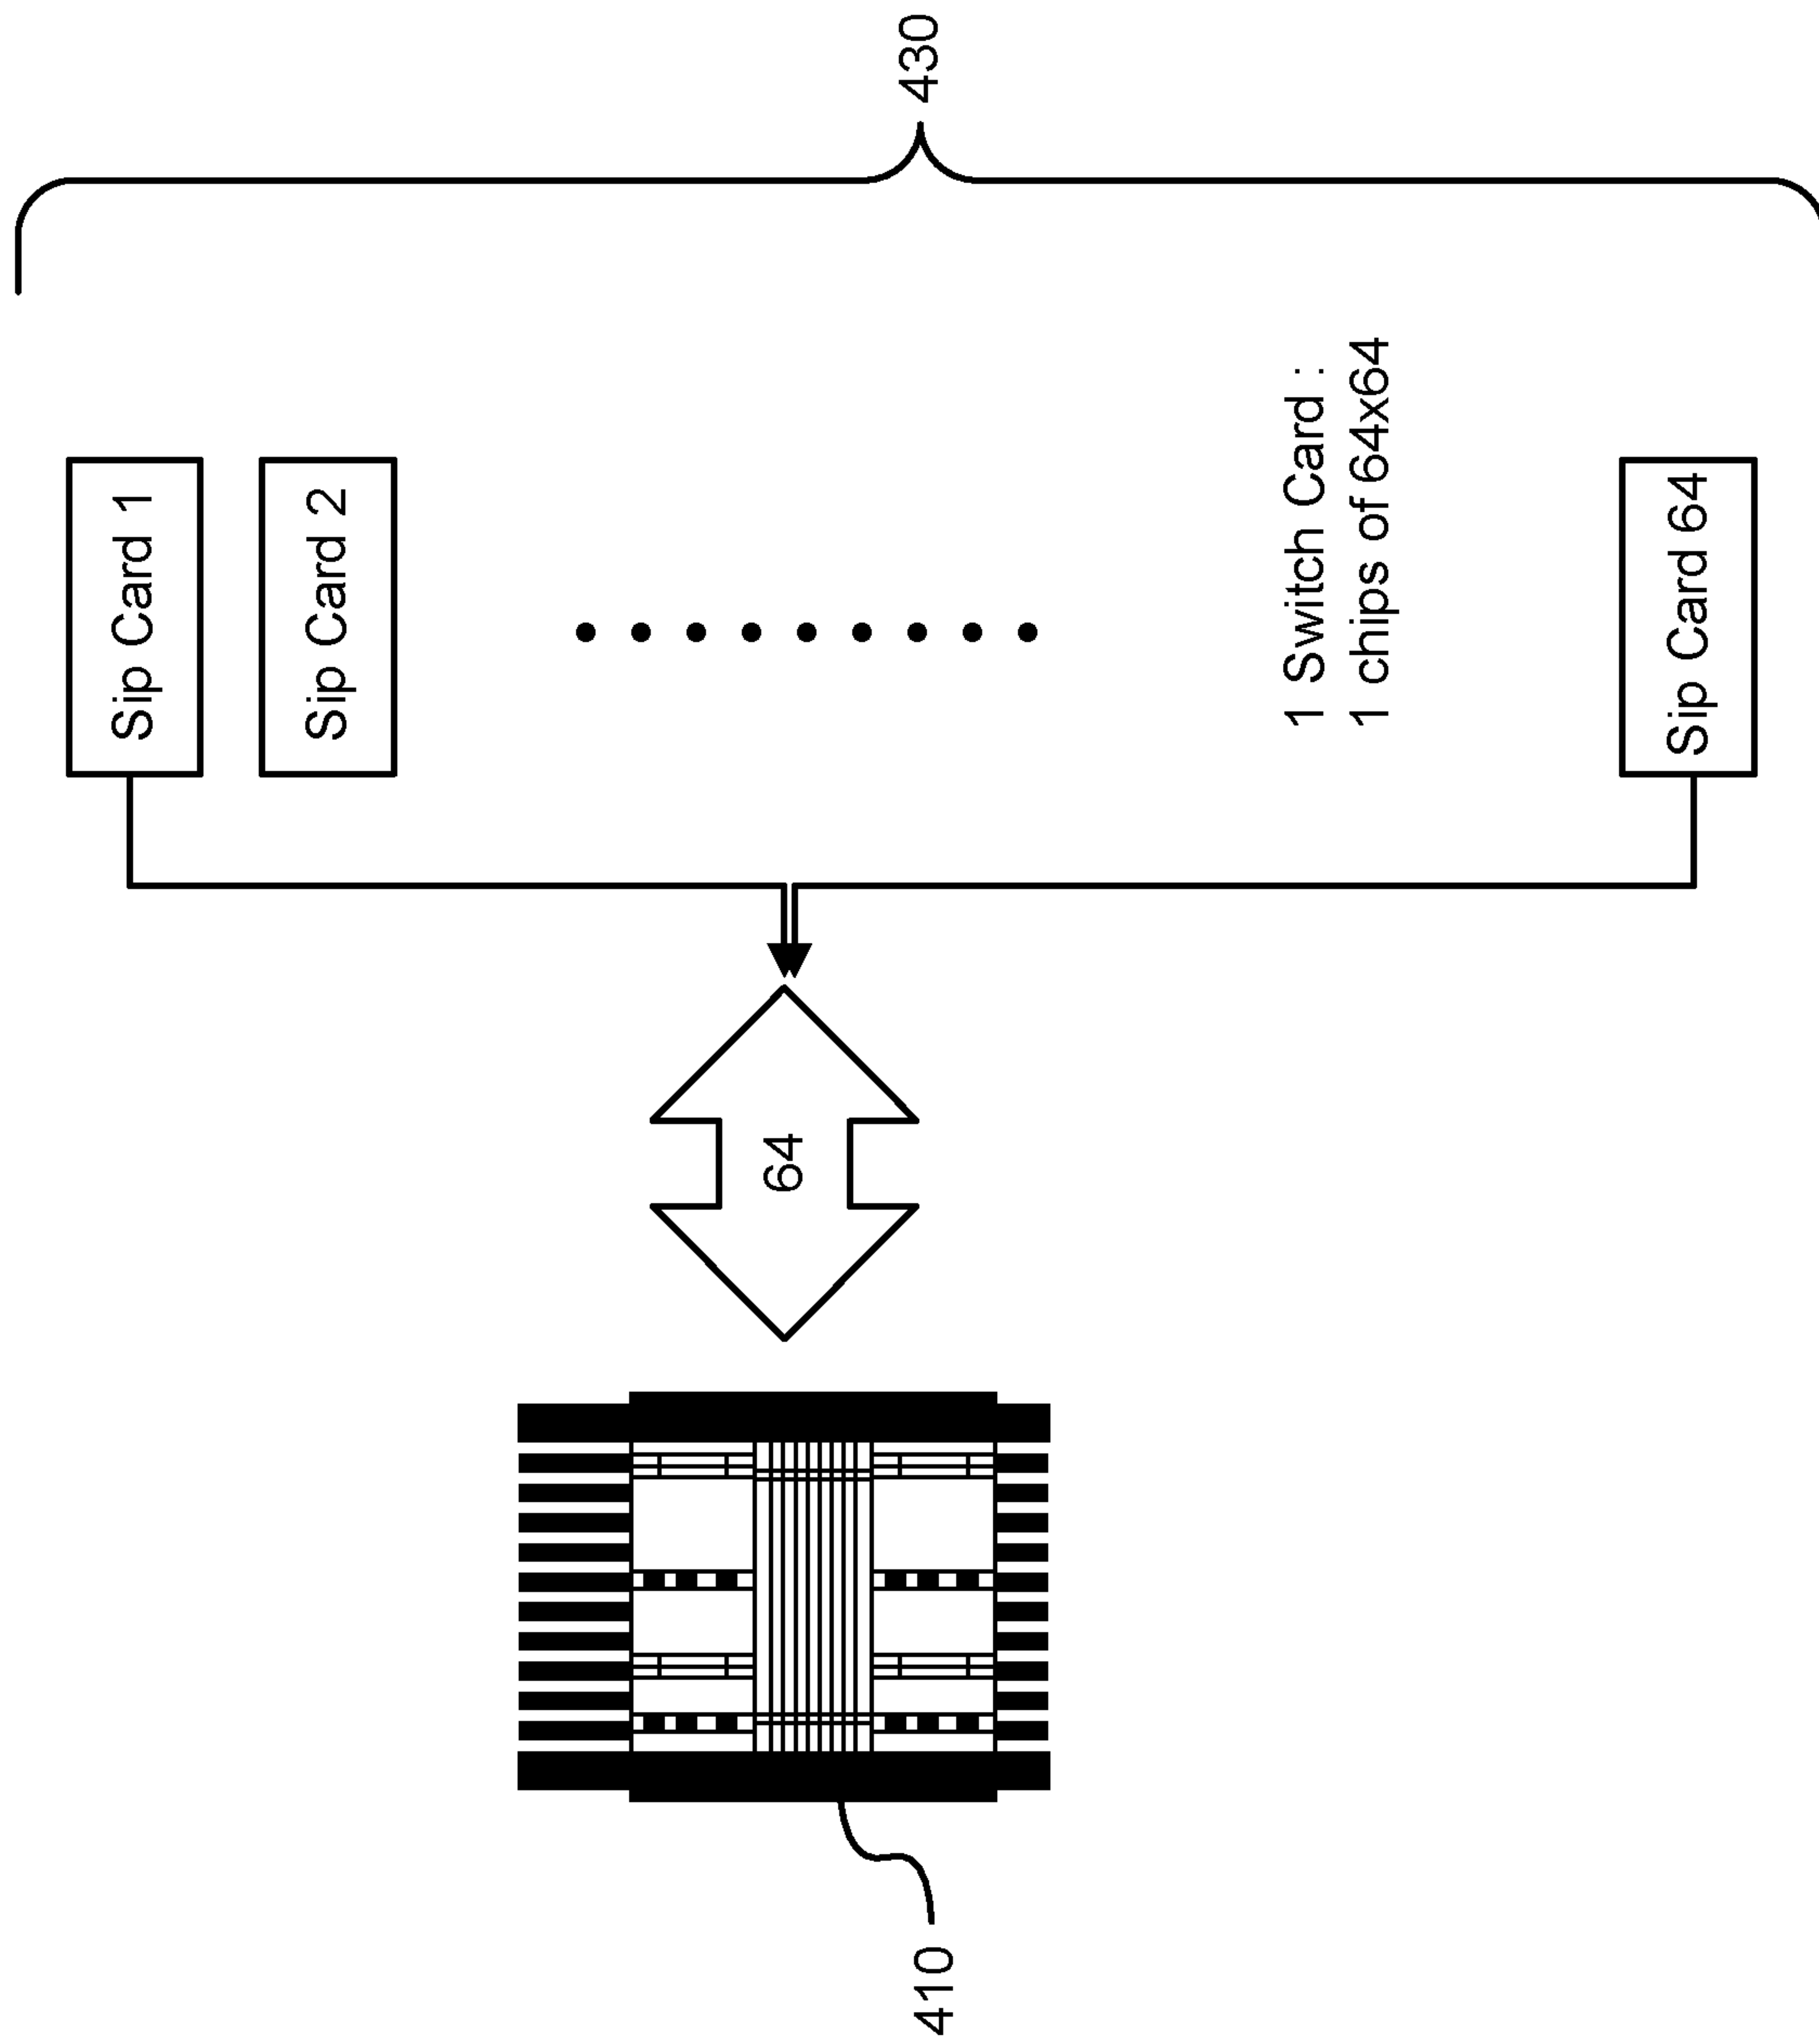 430
Sip Card 1
Sip Card 2
1 Switch Card :
1 chips of 64x64
Sip Card 64
64
410